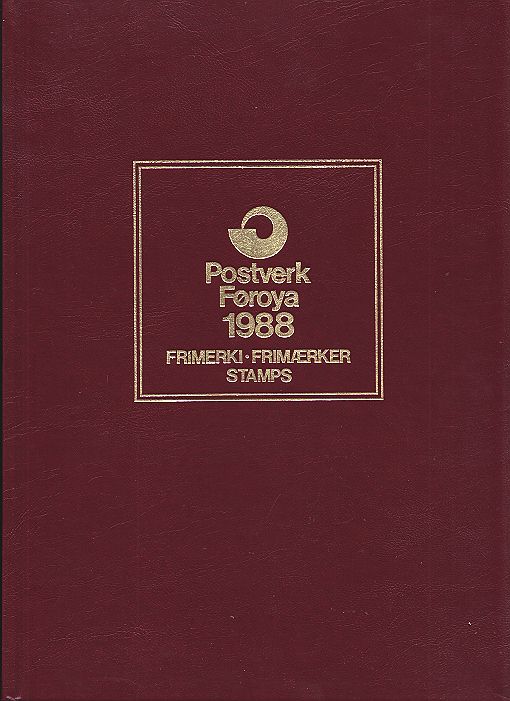 Postverk
Føroya
1988
FRIMERKI · FRIMÆRKER
STAMPS